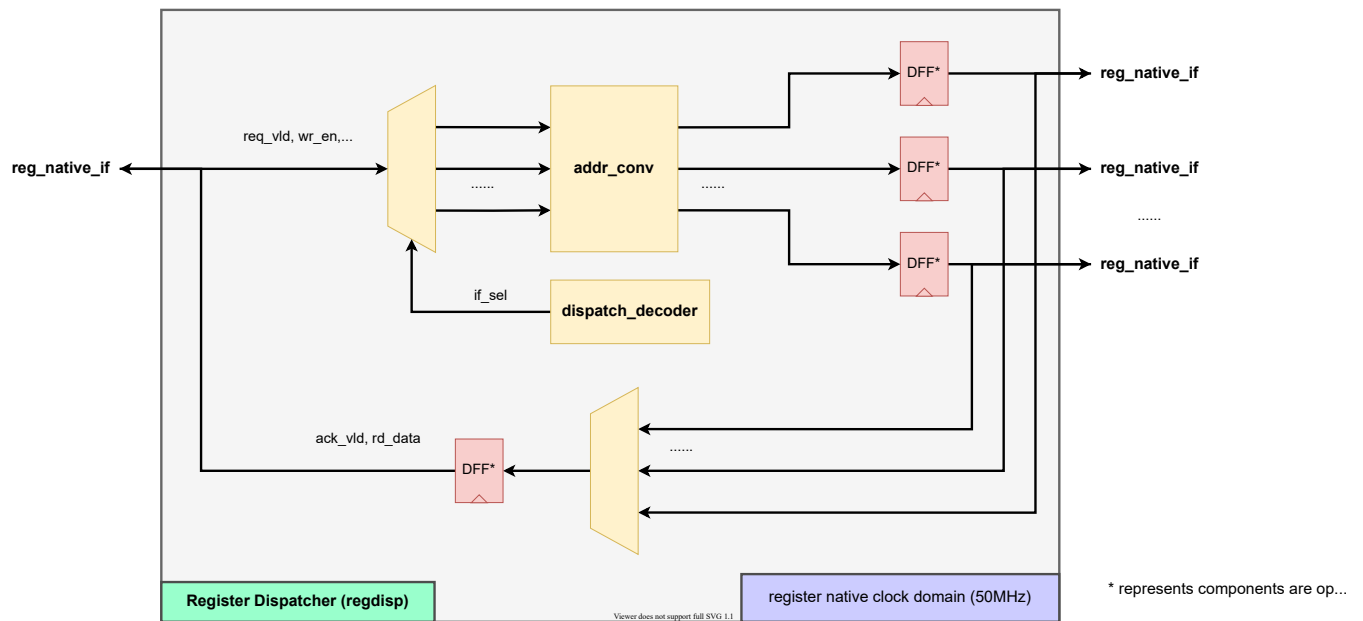 DFF*
reg_native_if
req_vld, wr_en,...
reg_native_if
......
addr_conv
......
DFF*
reg_native_if
......
DFF*
reg_native_if
if_sel
dispatch_decoder
ack_vld, rd_data
......
DFF*
Register Dispatcher (regdisp)
register native clock domain (50MHz)
* represents components are op...
Viewer does not support full SVG 1.1